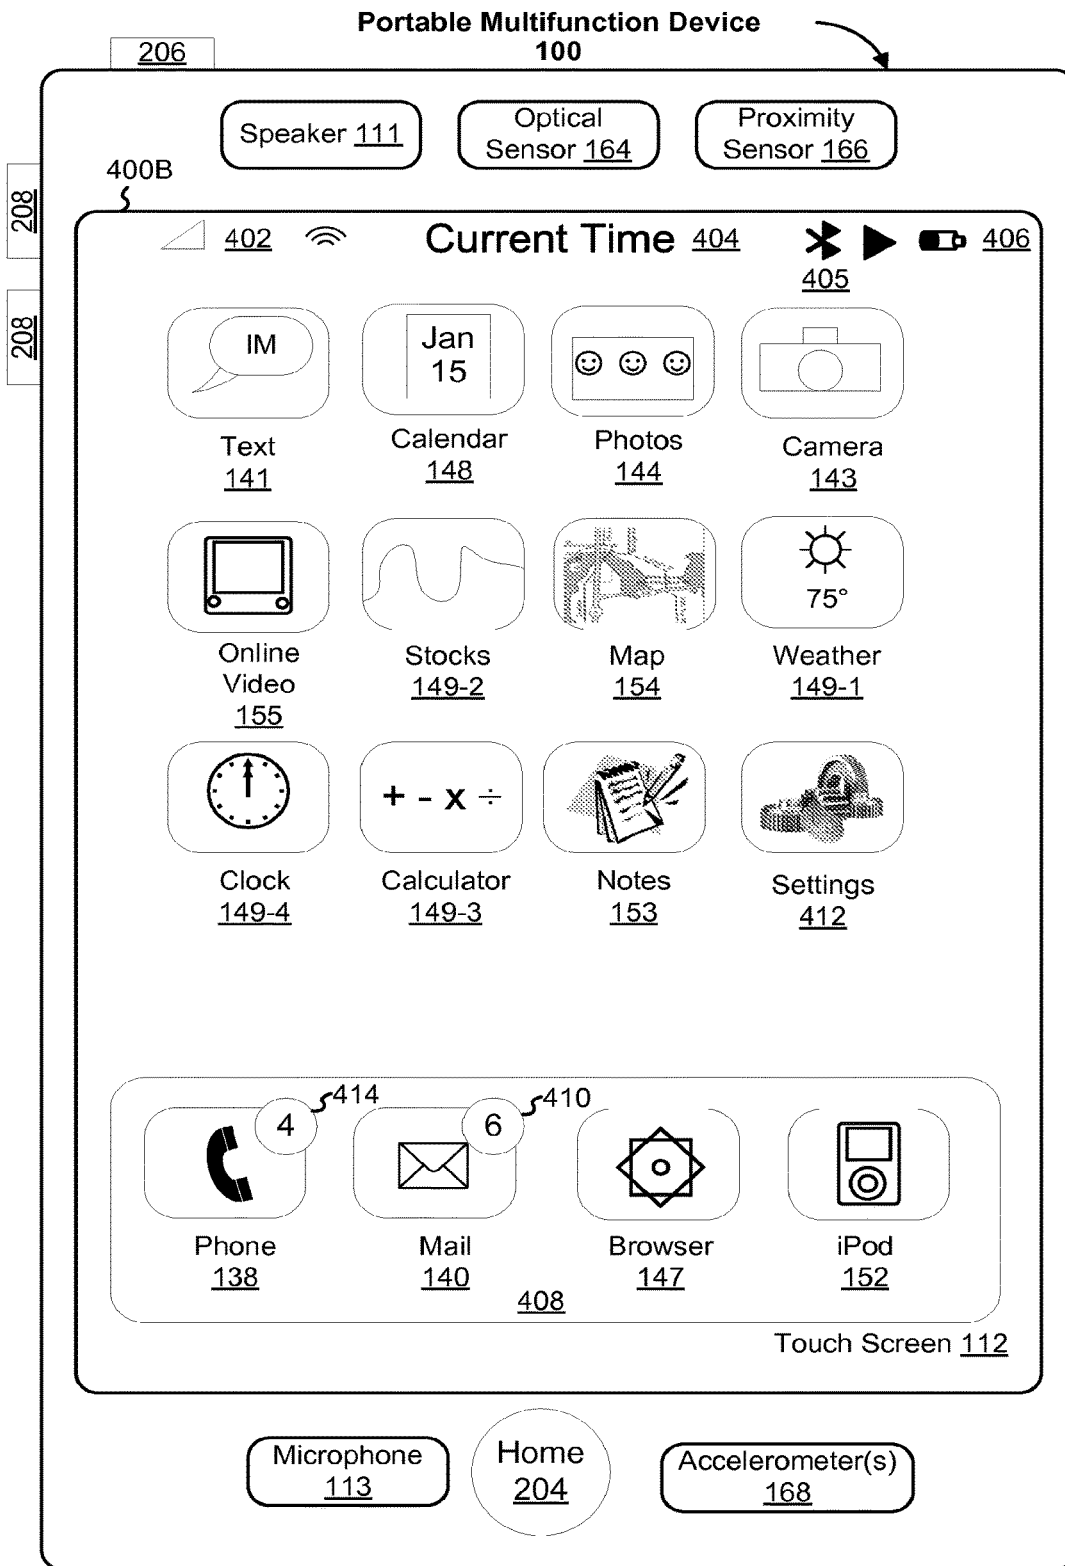 Portable Multifunction Device
100
206
Speaker 111
Optical
Sensor 164
Proximity
Sensor 166
208
208
400B
402
Current Time 404
405
406
IM
Text
141
Jan
15
Calendar
148
Photos
144
Camera
143
Online
Video
155
Stocks
149-2
Map
154
75°
Weather
149-1
Clock
149-4
+ - x ÷
Calculator
149-3
Notes
153
Settings
412
4
414
Phone
138
6
410
Mail
140
Browser
147
iPod
152
408
Touch Screen 112
Microphone
113
Home
204
Accelerometer(s)
168